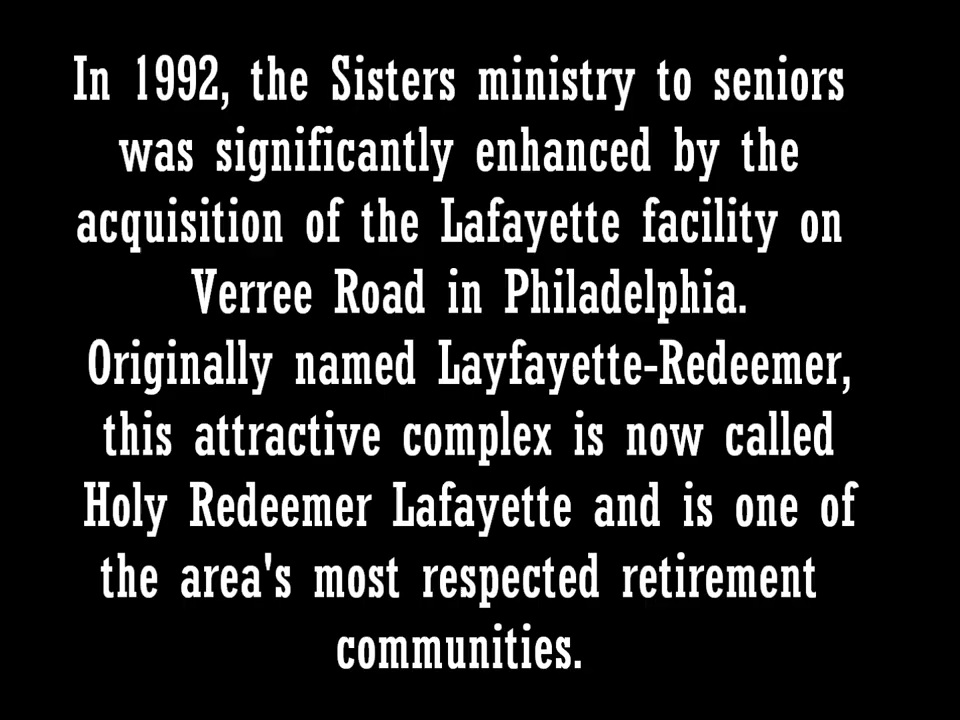 In 1992, the Sisters ministry to seniors
was significantly enhanced by the
acquisition of the Lafayette facility on
Verree Road in Philadelphia.
Originally named Layfayette-Redeemer,
this attractive complex is now called
Holy Redeemer Lafayette and is one of
the area's most respected retirement
communities.